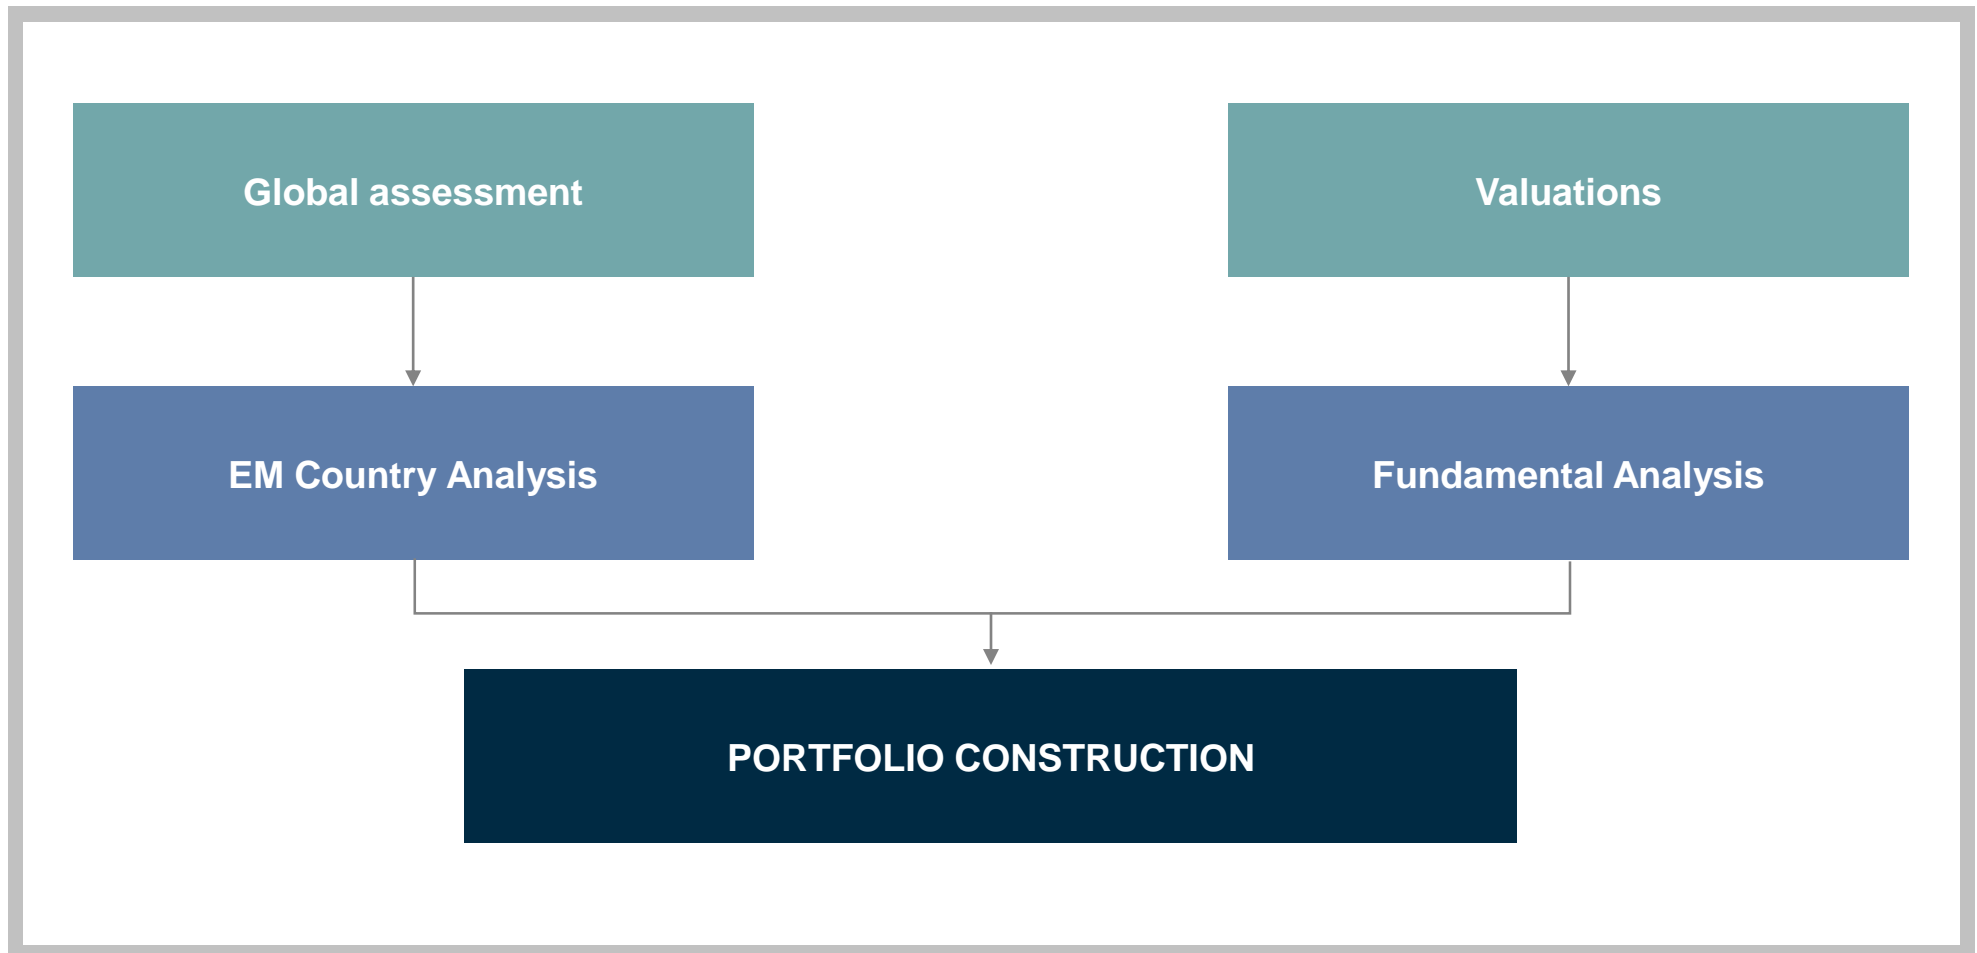 Global assessment
Valuations
EM Country Analysis
Fundamental Analysis
PORTFOLIO CONSTRUCTION